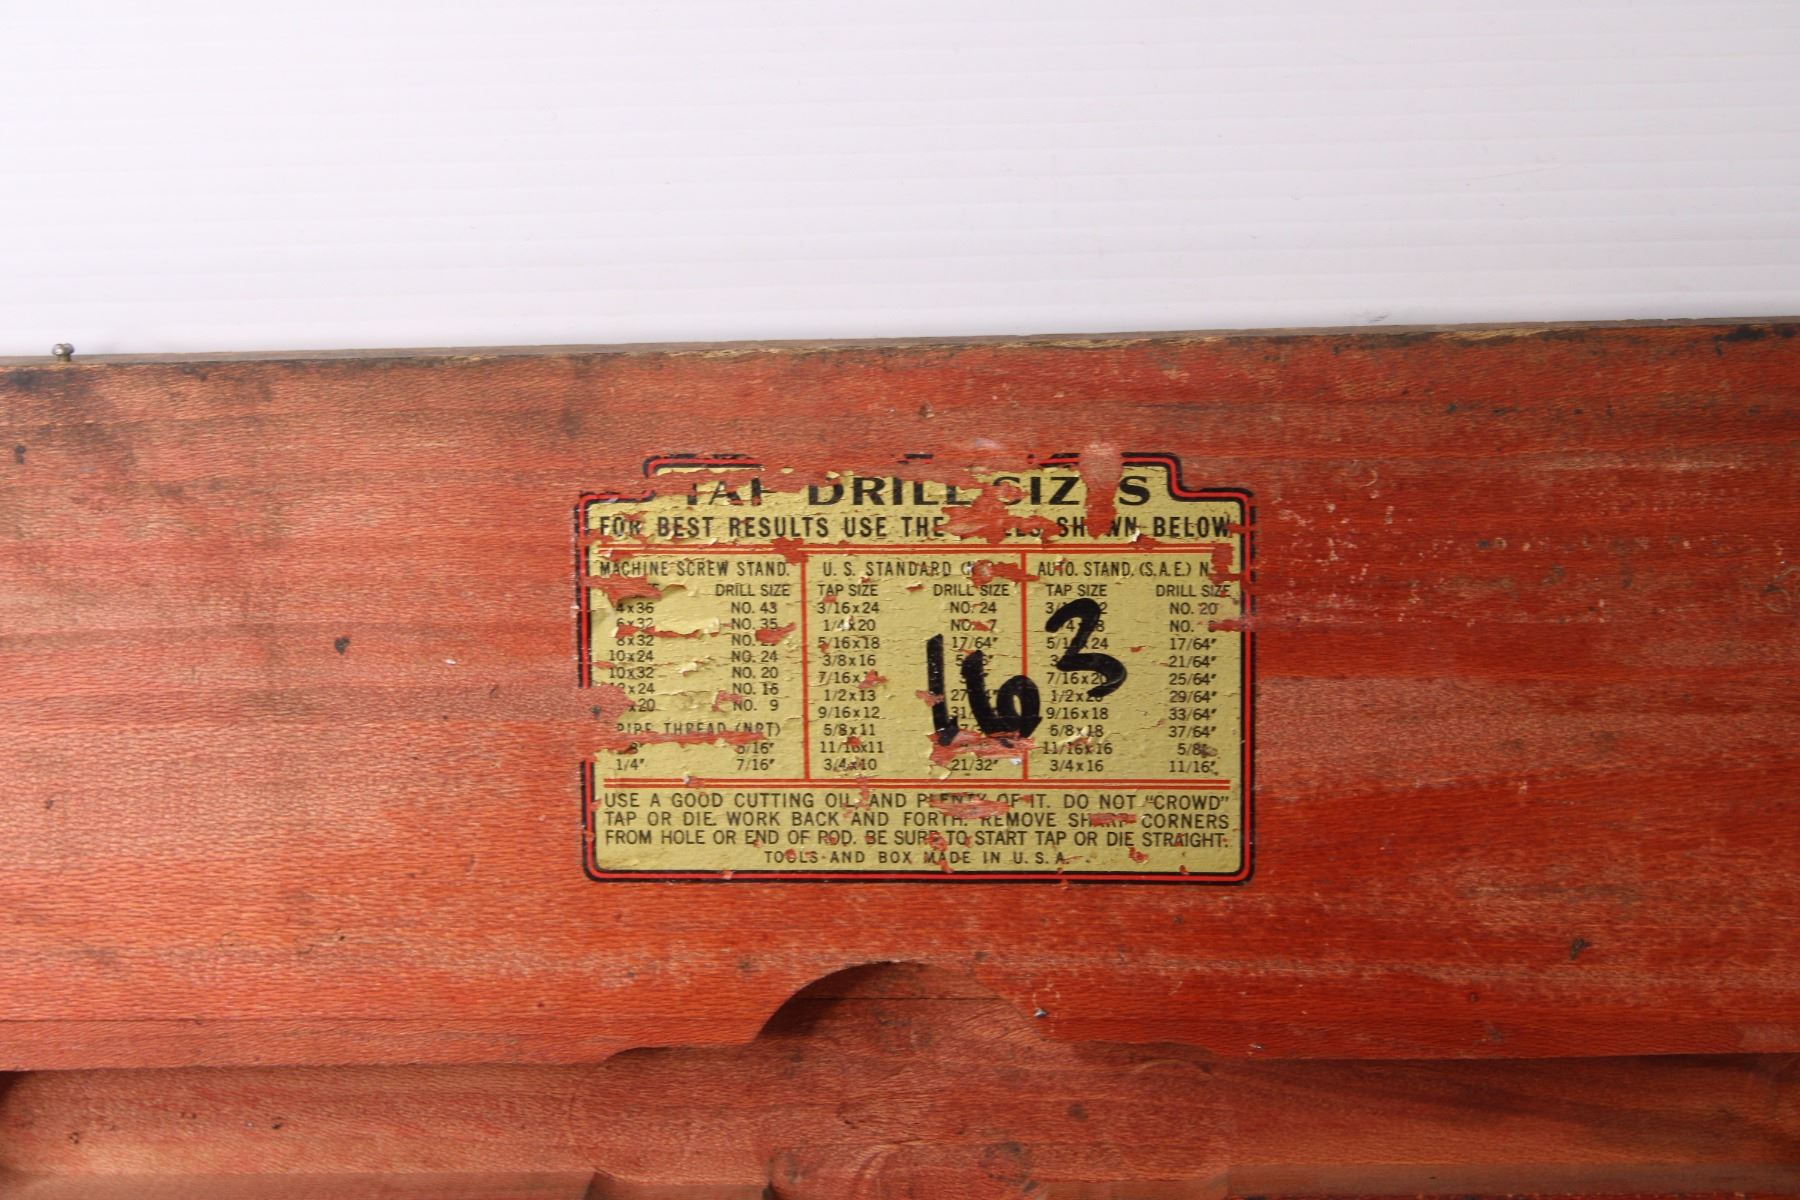 DRILL
FOR BEST RESULTS USE THE BELOW
MACHINE SCREW STAND. U. S. STANDARD AUTO. STAND. (S.A.E.)
DRILL SIZE TAP SIZE DRILL SIZE TAP SIZE DRILL SIZE
4x36 NO. 43 3/16x24 NO. 24 NO. 20
6x32 NO. 35 1/4x20 NO. 7 NO.
8x32 NO. 5/16x18 17/64" 17/64"
10x24 NO. 24 3/8x16 21/64"
10x32 NO. 20 7/16x20 25/64"
NO. 16 1/2x13 29/64"
NO. 9 9/16x12 9/16x18 33/64"
PIPE THREAD (NPT) 5/8x11 5/8x18 37/64"
11/16x11 11/16x16
1/4" 7/16" 3/4x10 21/32" 3/4x16 11/16"
16 3
USE A GOOD CUTTING OIL, AND PLENTY OF IT. DO NOT "CROWD"
TAP OR DIE. WORK BACK AND FORTH. REMOVE SHARP CORNERS
FROM HOLE OR END OF ROD. BE SURE TO START TAP OR DIE STRAIGHT.
TOOLS AND BOX MADE IN U.S.A.